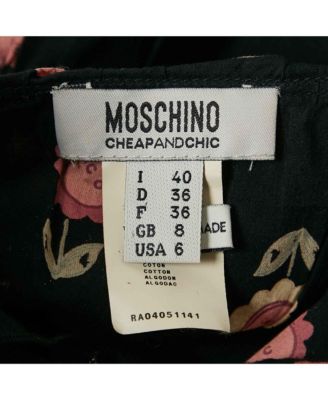 MOSCHINO
CHEAPANDCHIC
I 40
D 36
F 36
GB 8
USA 6
ADE
COTON
COTTON
ALGODON
ALGODAO
RA04051141